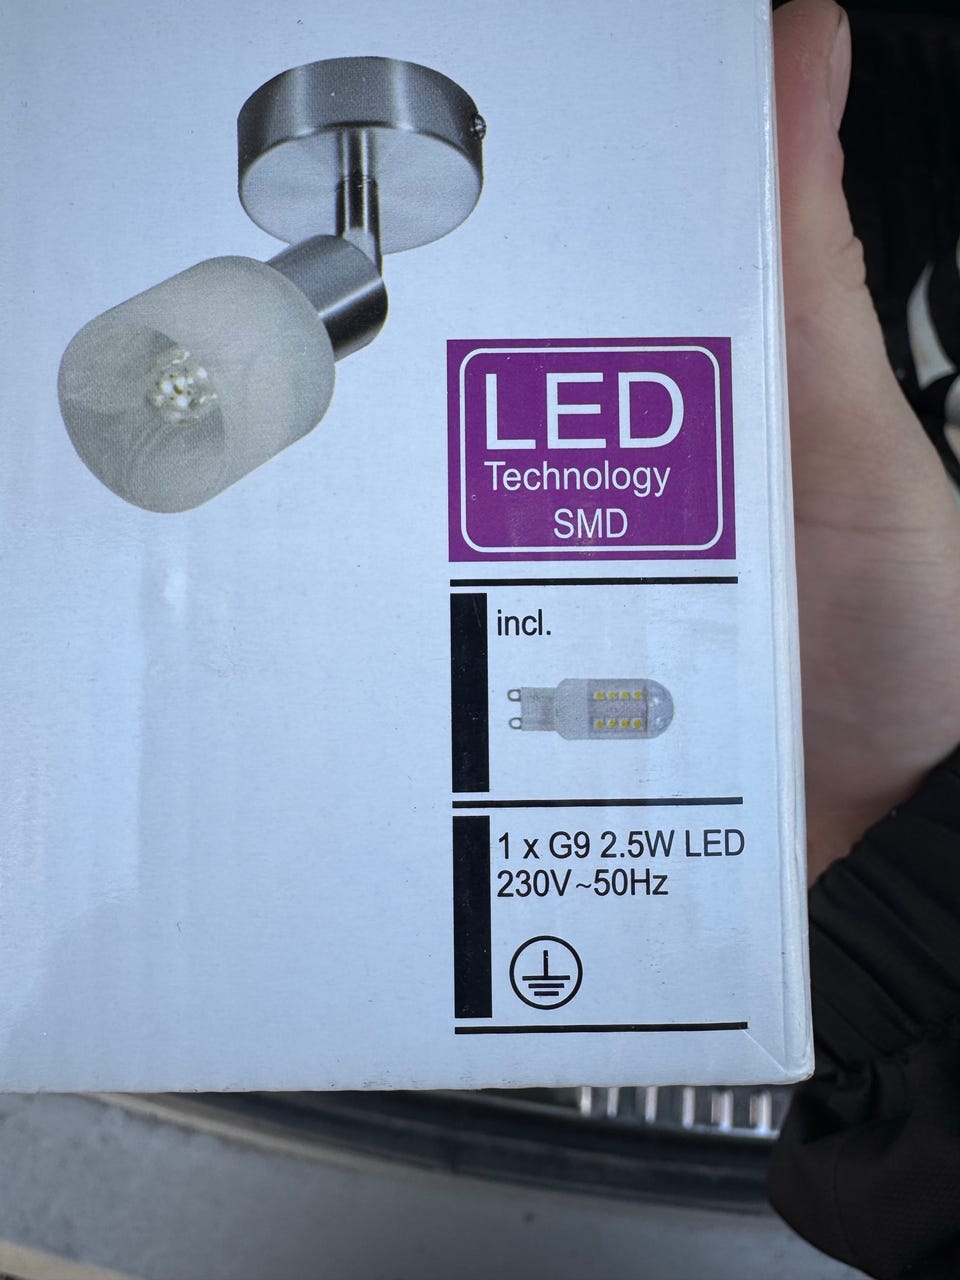 LED
Technology
SMD
incl.
1 x G9 2.5W LED
230V~50Hz